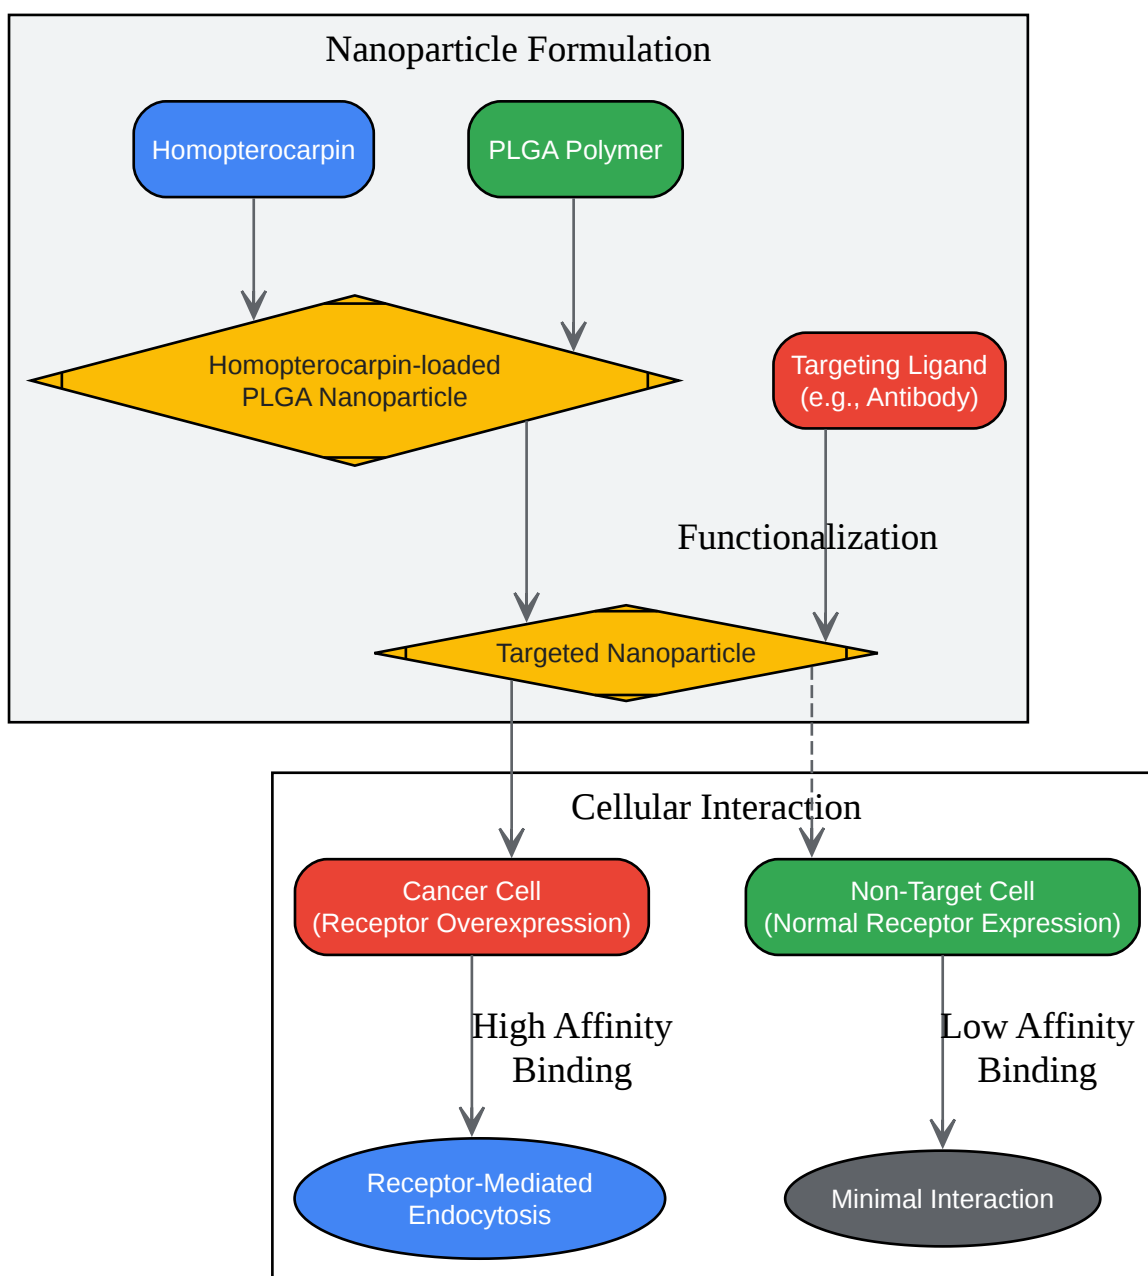 Nanoparticle Formulation
Homopterocarpin
PLGA Polymer
Homopterocarpin-loaded
PLGA Nanoparticle
Targeting Ligand
(e.g., Antibody)
Functionalization
Targeted Nanoparticle
Cellular Interaction
Cancer Cell
(Receptor Overexpression)
Non-Target Cell
(Normal Receptor Expression)
High Affinity
Binding
Low Affinity
Binding
Receptor-Mediated
Endocytosis
Minimal Interaction